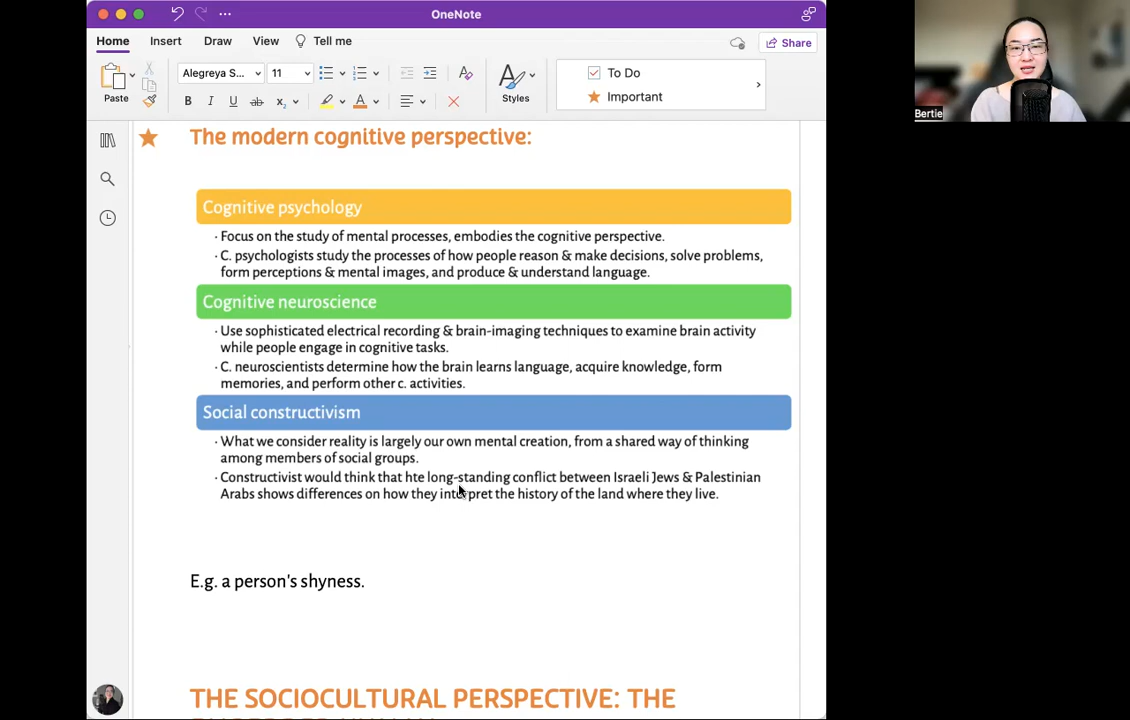 OneNote
Home Insert Draw View Tell me
Share
Paste
Alegreya S... 11
Styles
To Do
Important
The modern cognitive perspective:
Cognitive psychology
· Focus on the study of mental processes, embodies the cognitive perspective.
· C. psychologists study the processes of how people reason & make decisions, solve problems,
form perceptions & mental images, and produce & understand language.
Cognitive neuroscience
· Use sophisticated electrical recording & brain-imaging techniques to examine brain activity
while people engage in cognitive tasks.
· C. neuroscientists determine how the brain learns language, acquire knowledge, form
memories, and perform other c. activities.
Social constructivism
· What we consider reality is largely our own mental creation, from a shared way of thinking
among members of social groups.
· Constructivist would think that hte long-standing conflict between Israeli Jews & Palestinian
Arabs shows differences on how they interpret the history of the land where they live.
E.g. a person's shyness.
THE SOCIOCULTURAL PERSPECTIVE: THE
Bertie